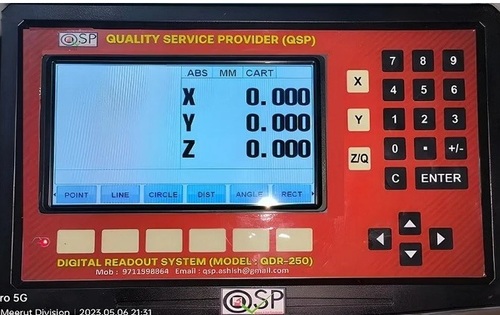 QSP QUALITY SERVICE PROVIDER (QSP)
ABS MM CART
X 0.000
Y 0.000
Z 0.000
POINT LINE CIRCLE DIST ANGLE RECT
X
Y
Z/Q
7 8 9
4 5 6
1 2 3
0 . +/-
C ENTER
DIGITAL READOUT SYSTEM (MODEL : QDR-250)
Mob : 9711598864 Email : qsp.ashish@gmail.com
QSP
ro 5G
Meerut Division | 2023.05.06 21:31